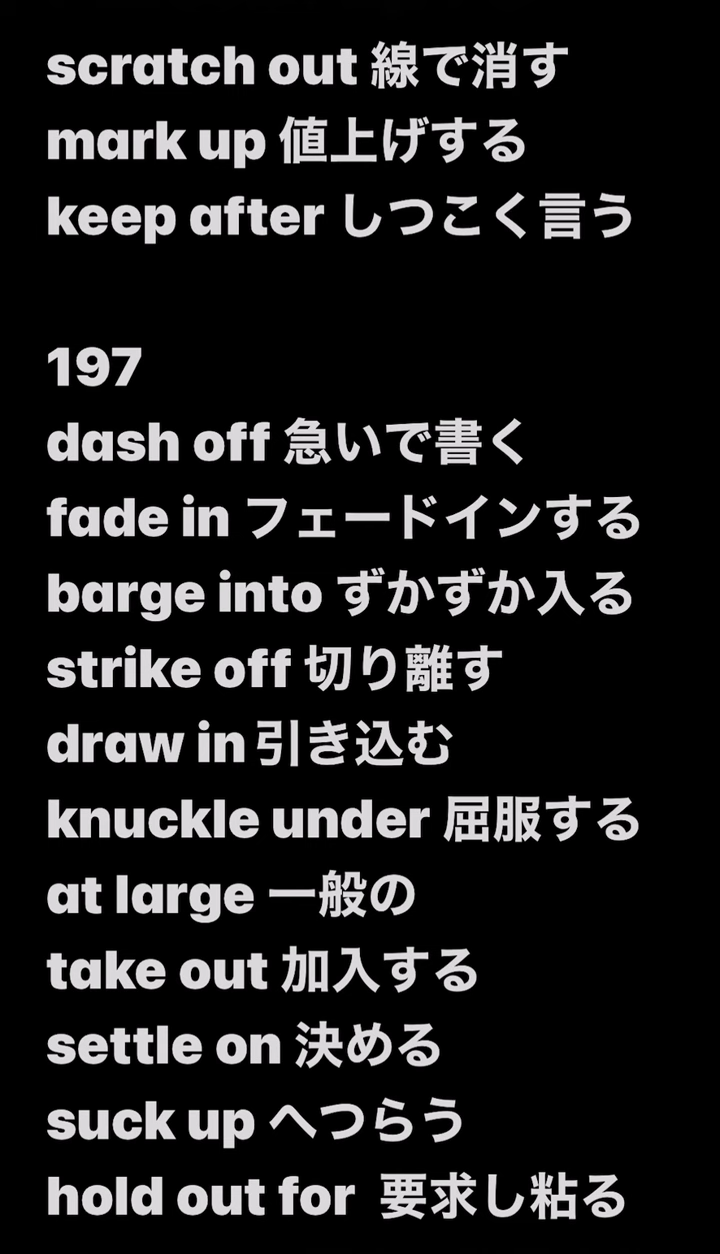 scratch out 線で消す
mark up 値上げする
keep after しつこく言う
197
dash off 急いで書く
fade in フェードインする
barge into ずかずか入る
strike off 切り離す
draw in 引き込む
knuckle under 屈服する
at large 一般の
take out 加入する
settle on 決める
suck up へつらう
hold out for 要求し粘る